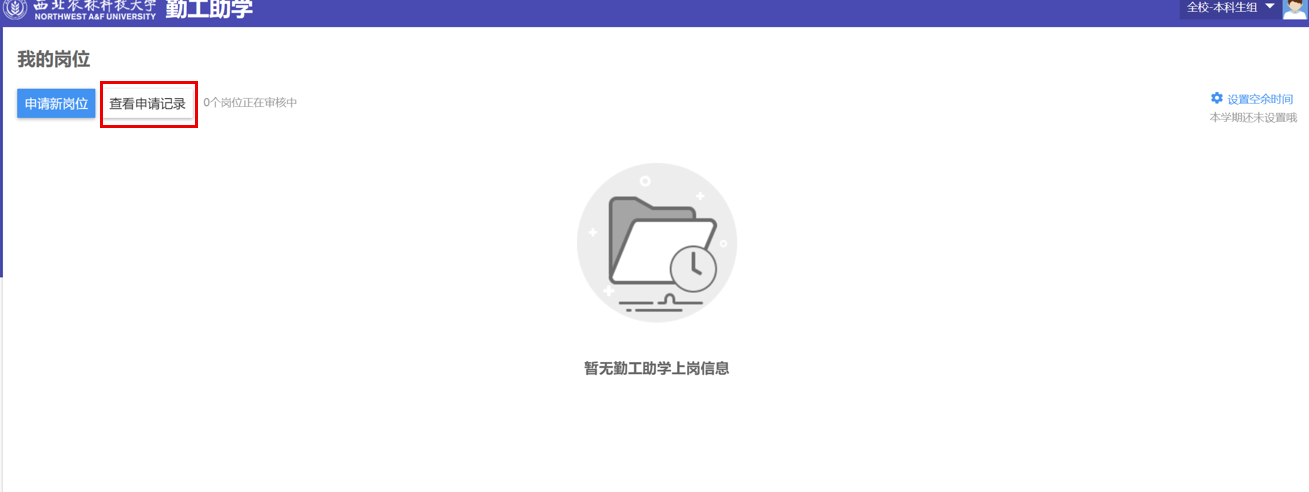 西北农林科技大学
NORTHWEST A&F UNIVERSITY
勤工助学
全校-本科生组
我的岗位
申请新岗位
查看申请记录
0个岗位正在审核中
设置空余时间
本学期还未设置哦
暂无勤工助学上岗信息